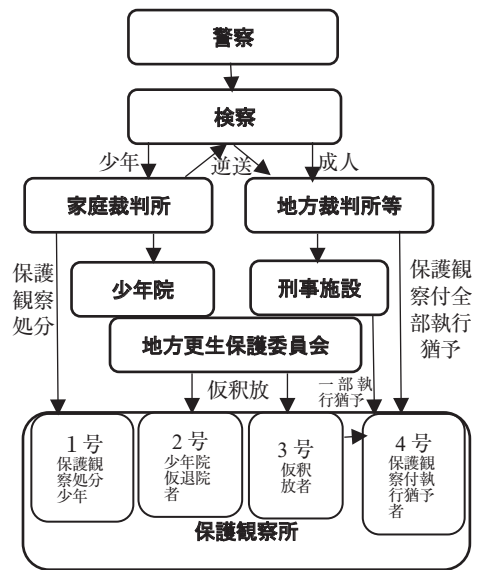 警察
検察
少年
逆送
成人
家庭裁判所
地方裁判所等
保護
観察
処分
少年院
刑事施設
保護観
察付全
部執行
猶予
地方更生保護委員会
仮釈放
一部執
行猶予
1号
保護観
察処分
少年
2号
少年院
仮退院
者
3号
仮釈
放者
4号
保護観
察付執
行猶予
者
保護観察所